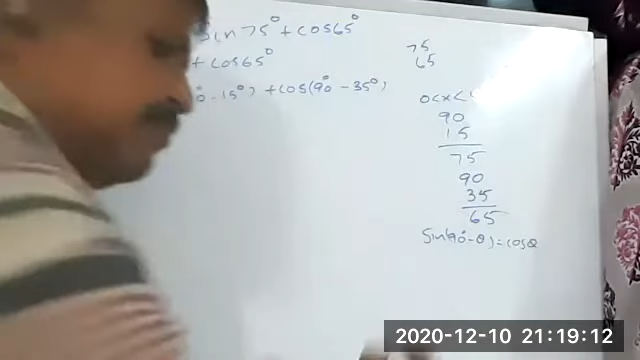 sin75° + cos65°
+ cos65°
° - 15°) + cos(90° - 35°)
75
65
0<x<
90
15
75
90
35
65
sin(90°-θ)=cosθ
2020-12-10 21:19:12